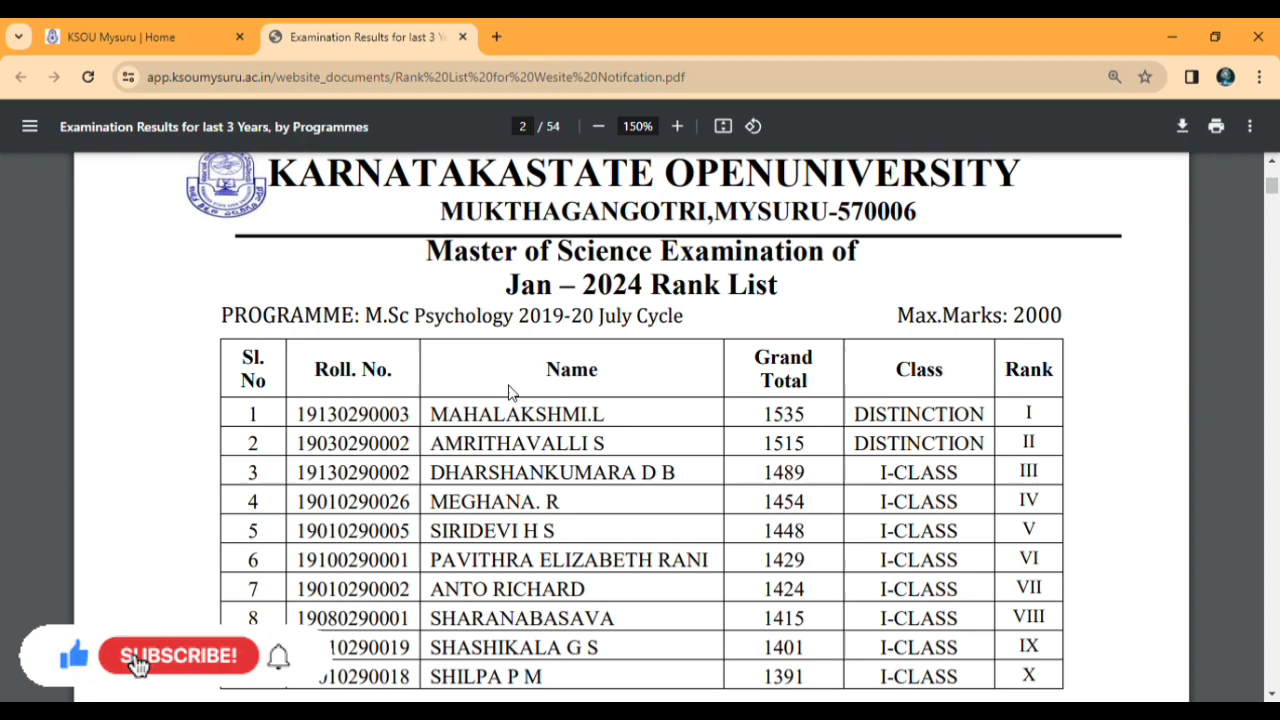 KSOU Mysuru | Home
Examination Results for last 3 Y
app.ksoumysuru.ac.in/website_documents/Rank%20List%20for%20Wesite%20Notifcation.pdf
Examination Results for last 3 Years, by Programmes
2 / 54
150%
KARNATAKASTATE OPENUNIVERSITY
MUKTHAGANGOTRI,MYSURU-570006
Master of Science Examination of
Jan – 2024 Rank List
PROGRAMME: M.Sc Psychology 2019-20 July Cycle Max.Marks: 2000
Sl. No Roll. No. Name Grand Total Class Rank
1 19130290003 MAHALAKSHMI.L 1535 DISTINCTION I
2 19030290002 AMRITHAVALLI S 1515 DISTINCTION II
3 19130290002 DHARSHANKUMARA D B 1489 I-CLASS III
4 19010290026 MEGHANA. R 1454 I-CLASS IV
5 19010290005 SIRIDEVI H S 1448 I-CLASS V
6 19100290001 PAVITHRA ELIZABETH RANI 1429 I-CLASS VI
7 19010290002 ANTO RICHARD 1424 I-CLASS VII
8 19080290001 SHARANABASAVA 1415 I-CLASS VIII
10290019 SHASHIKALA G S 1401 I-CLASS IX
010290018 SHILPA P M 1391 I-CLASS X
SUBSCRIBE!